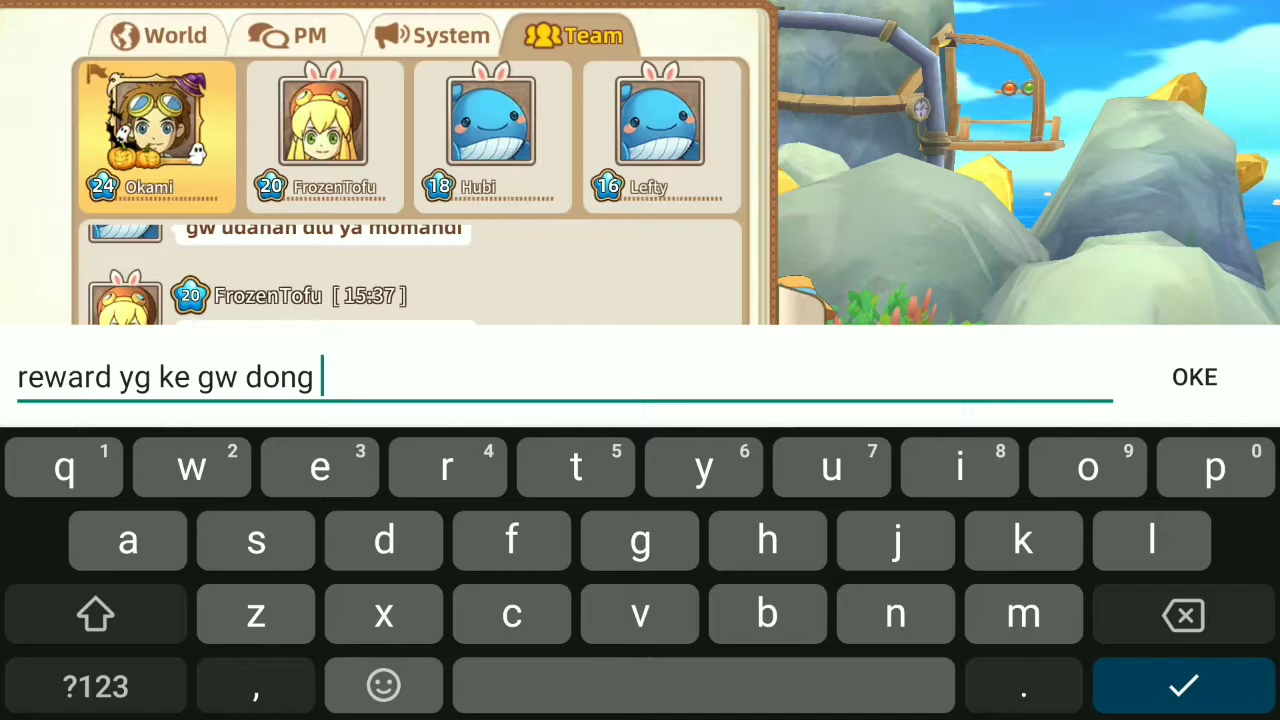 World PM System Team
24 Okami 20 FrozenTofu 18 Hubi 16 Lefty
gw udahan dlu ya momandi
20 FrozenTofu [ 15:37 ]
reward yg ke gw dong
OKE
q 1 w 2 e 3 r 4 t 5 y 6 u 7 i 8 o 9 p 0
a s d f g h j k l
z x c v b n m
?123 , .